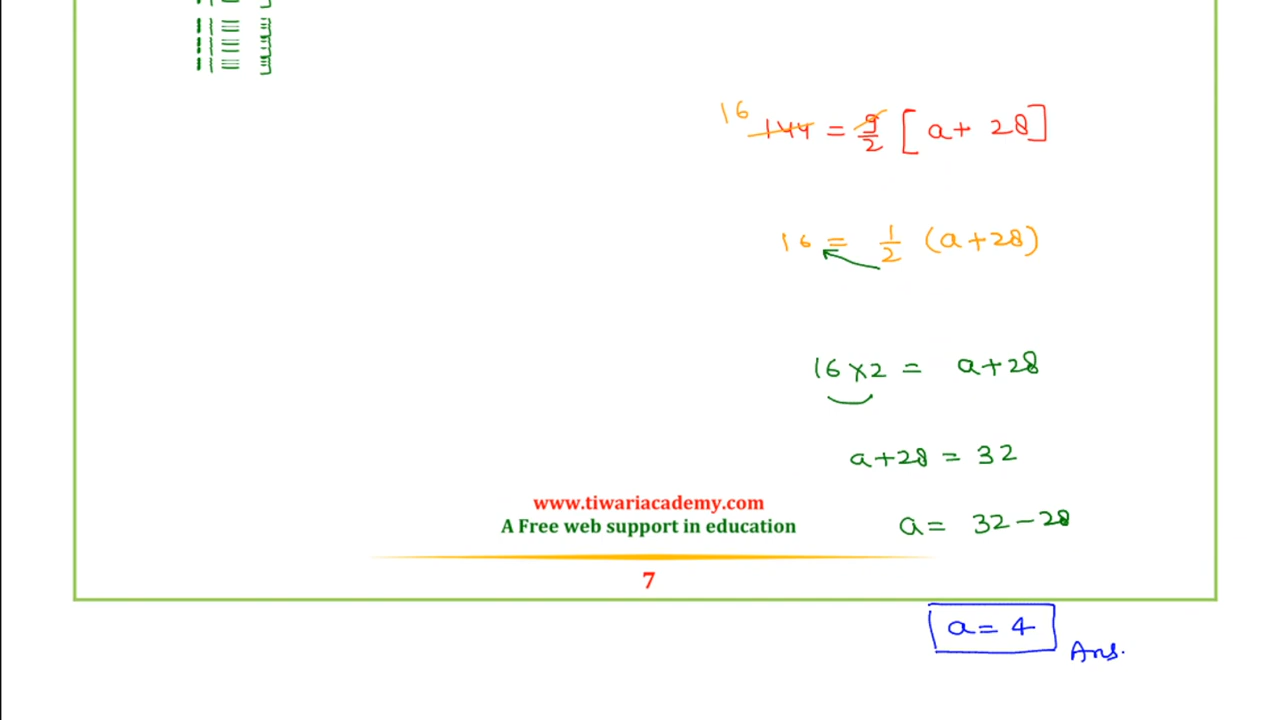 16
144 = 9/2 [a + 28]
16 = 1/2 (a+28)
16 × 2 = a+28
a+28 = 32
www.tiwariacademy.com
A Free web support in education
a = 32 - 28
7
a = 4
Ans.